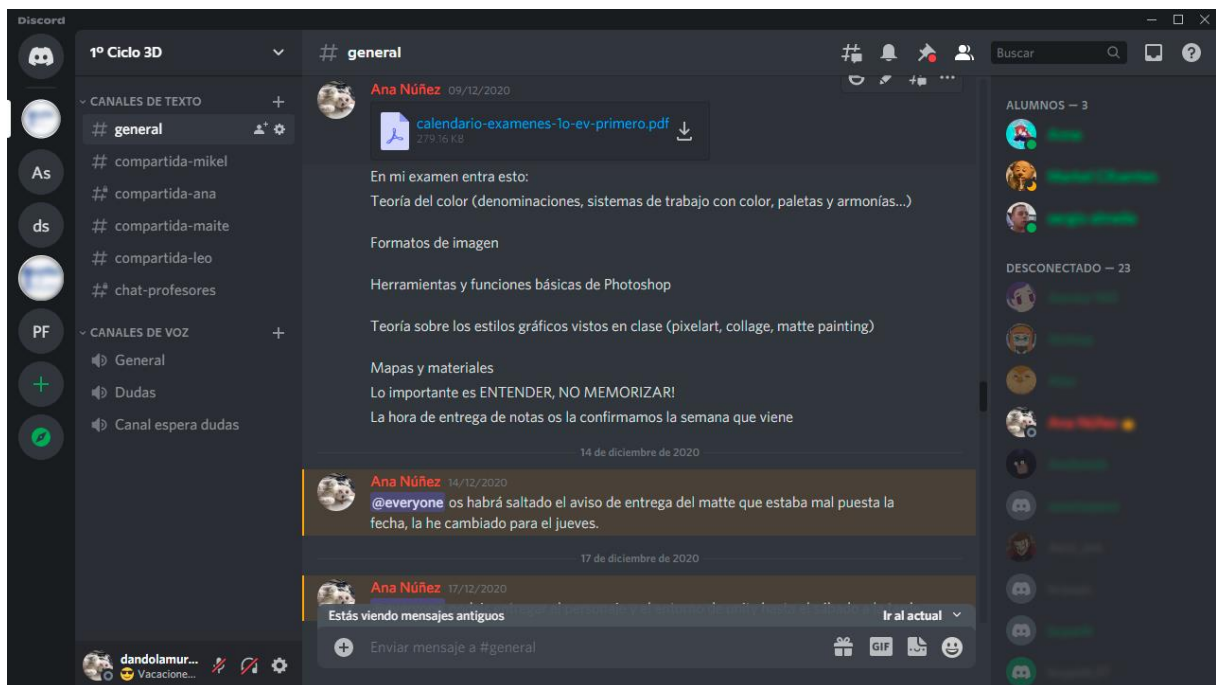 Discord
1º Ciclo 3D
# general
Buscar
As
ds
PF
CANALES DE TEXTO
general
compartida-mikel
compartida-ana
compartida-maite
compartida-leo
chat-profesores
CANALES DE VOZ
General
Dudas
Canal espera dudas
dandolamur...
Vacacione...
Ana Núñez 09/12/2020
calendario-examenes-1o-ev-primero.pdf
279.16 KB
En mi examen entra esto:
Teoría del color (denominaciones, sistemas de trabajo con color, paletas y armonías...)
Formatos de imagen
Herramientas y funciones básicas de Photoshop
Teoría sobre los estilos gráficos vistos en clase (pixelart, collage, matte painting)
Mapas y materiales
Lo importante es ENTENDER, NO MEMORIZAR!
La hora de entrega de notas os la confirmamos la semana que viene
14 de diciembre de 2020
Ana Núñez 14/12/2020
@everyone os habrá saltado el aviso de entrega del matte que estaba mal puesta la
fecha, la he cambiado para el jueves.
17 de diciembre de 2020
Ana Núñez 17/12/2020
Estás viendo mensajes antiguos
Ir al actual
Enviar mensaje a #general
GIF
ALUMNOS — 3
DESCONECTADO — 23